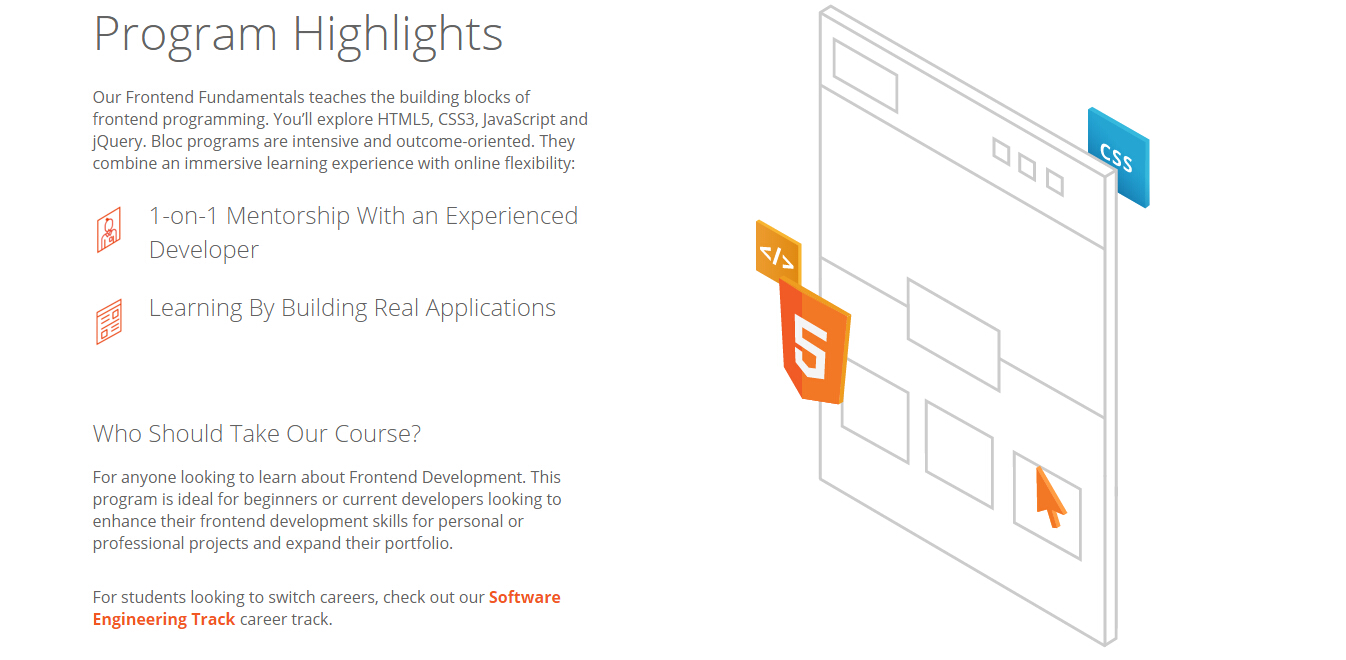 Program Highlights
Our Frontend Fundamentals teaches the building blocks of
frontend programming. You’ll explore HTML5, CSS3, JavaScript and
jQuery. Bloc programs are intensive and outcome-oriented. They
combine an immersive learning experience with online flexibility:
1-on-1 Mentorship With an Experienced
Developer
Learning By Building Real Applications
Who Should Take Our Course?
For anyone looking to learn about Frontend Development. This
program is ideal for beginners or current developers looking to
enhance their frontend development skills for personal or
professional projects and expand their portfolio.
For students looking to switch careers, check out our Software
Engineering Track career track.
CSS
</>
5